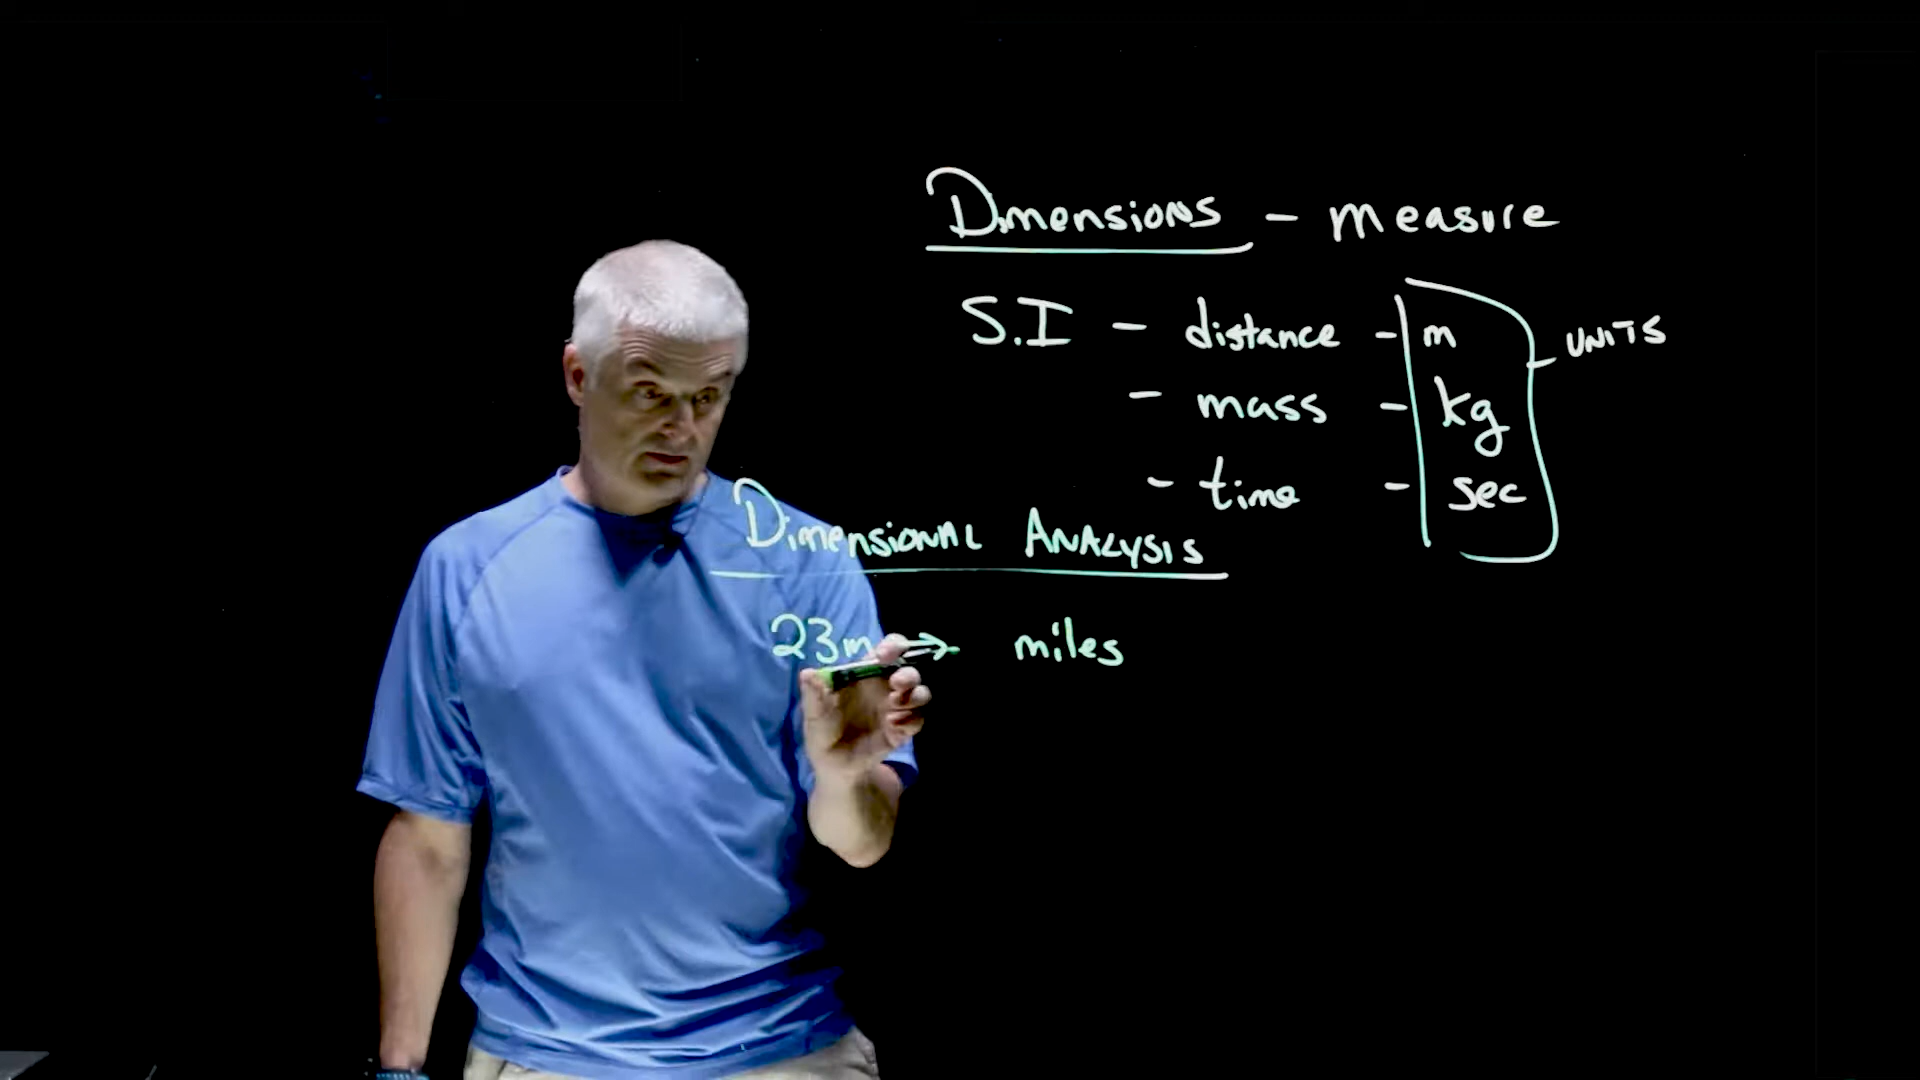 Dimensions - measure
S.I - distance - m
- mass - kg
- time - sec
UNITS
Dimensional Analysis
23m → miles